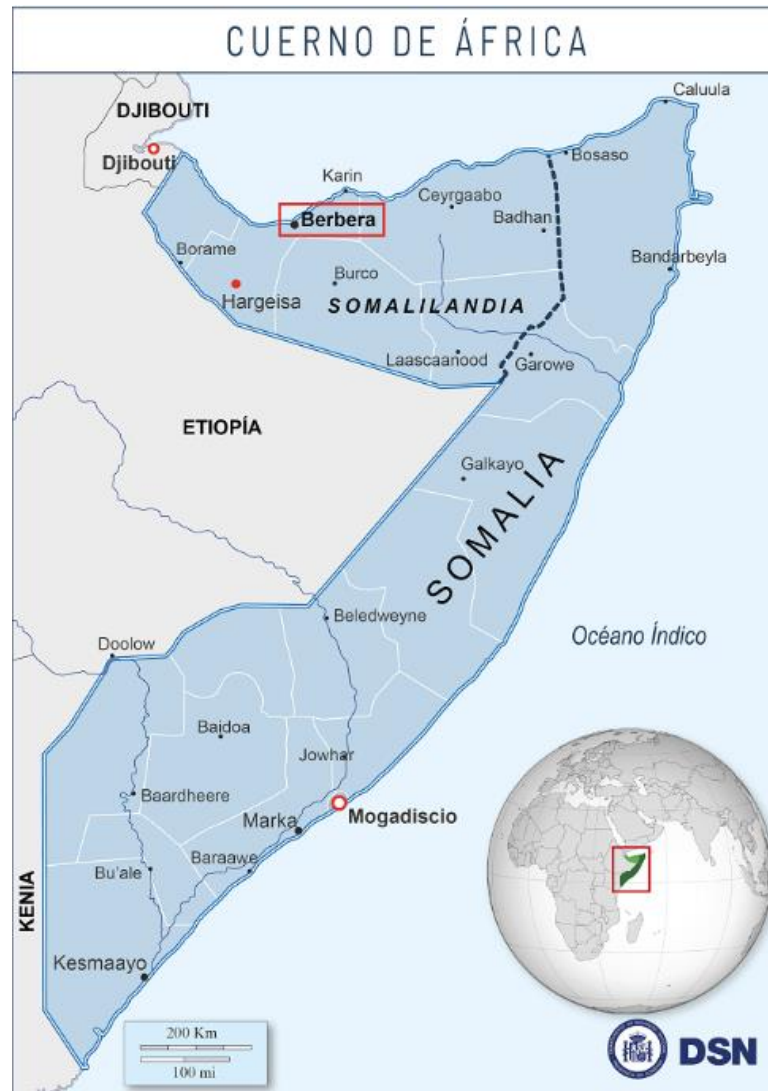 CUERNO DE ÁFRICA
Caluula
DJIBOUTI
Djibouti
Bosaso
Karin
Ceyrgaabo
Berbera
Badhan
Borame
Bandarbeyla
Burco
Hargeisa
SOMALILANDIA
Laascaanood
Garowe
ETIOPÍA
Galkayo
SOMALIA
Beledweyne
Océano Índico
Doolow
Baidoa
Jowhar
Baardheere
Mogadiscio
Marka
Baraawe
Bu'ale
KENIA
Kesmaayo
200 Km
100 mi
DSN